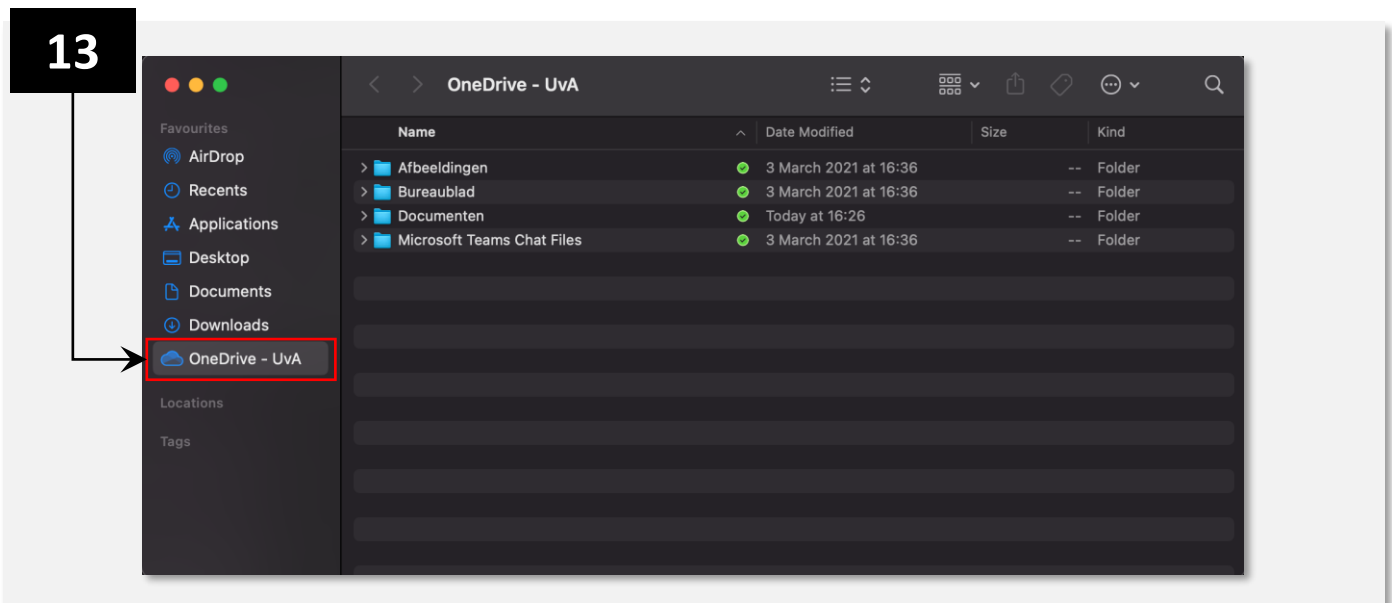 13
OneDrive - UvA
Favourites
AirDrop
Recents
Applications
Desktop
Documents
Downloads
OneDrive - UvA
Locations
Tags
Name Date Modified Size Kind
Afbeeldingen 3 March 2021 at 16:36 -- Folder
Bureaublad 3 March 2021 at 16:36 -- Folder
Documenten Today at 16:26 -- Folder
Microsoft Teams Chat Files 3 March 2021 at 16:36 -- Folder